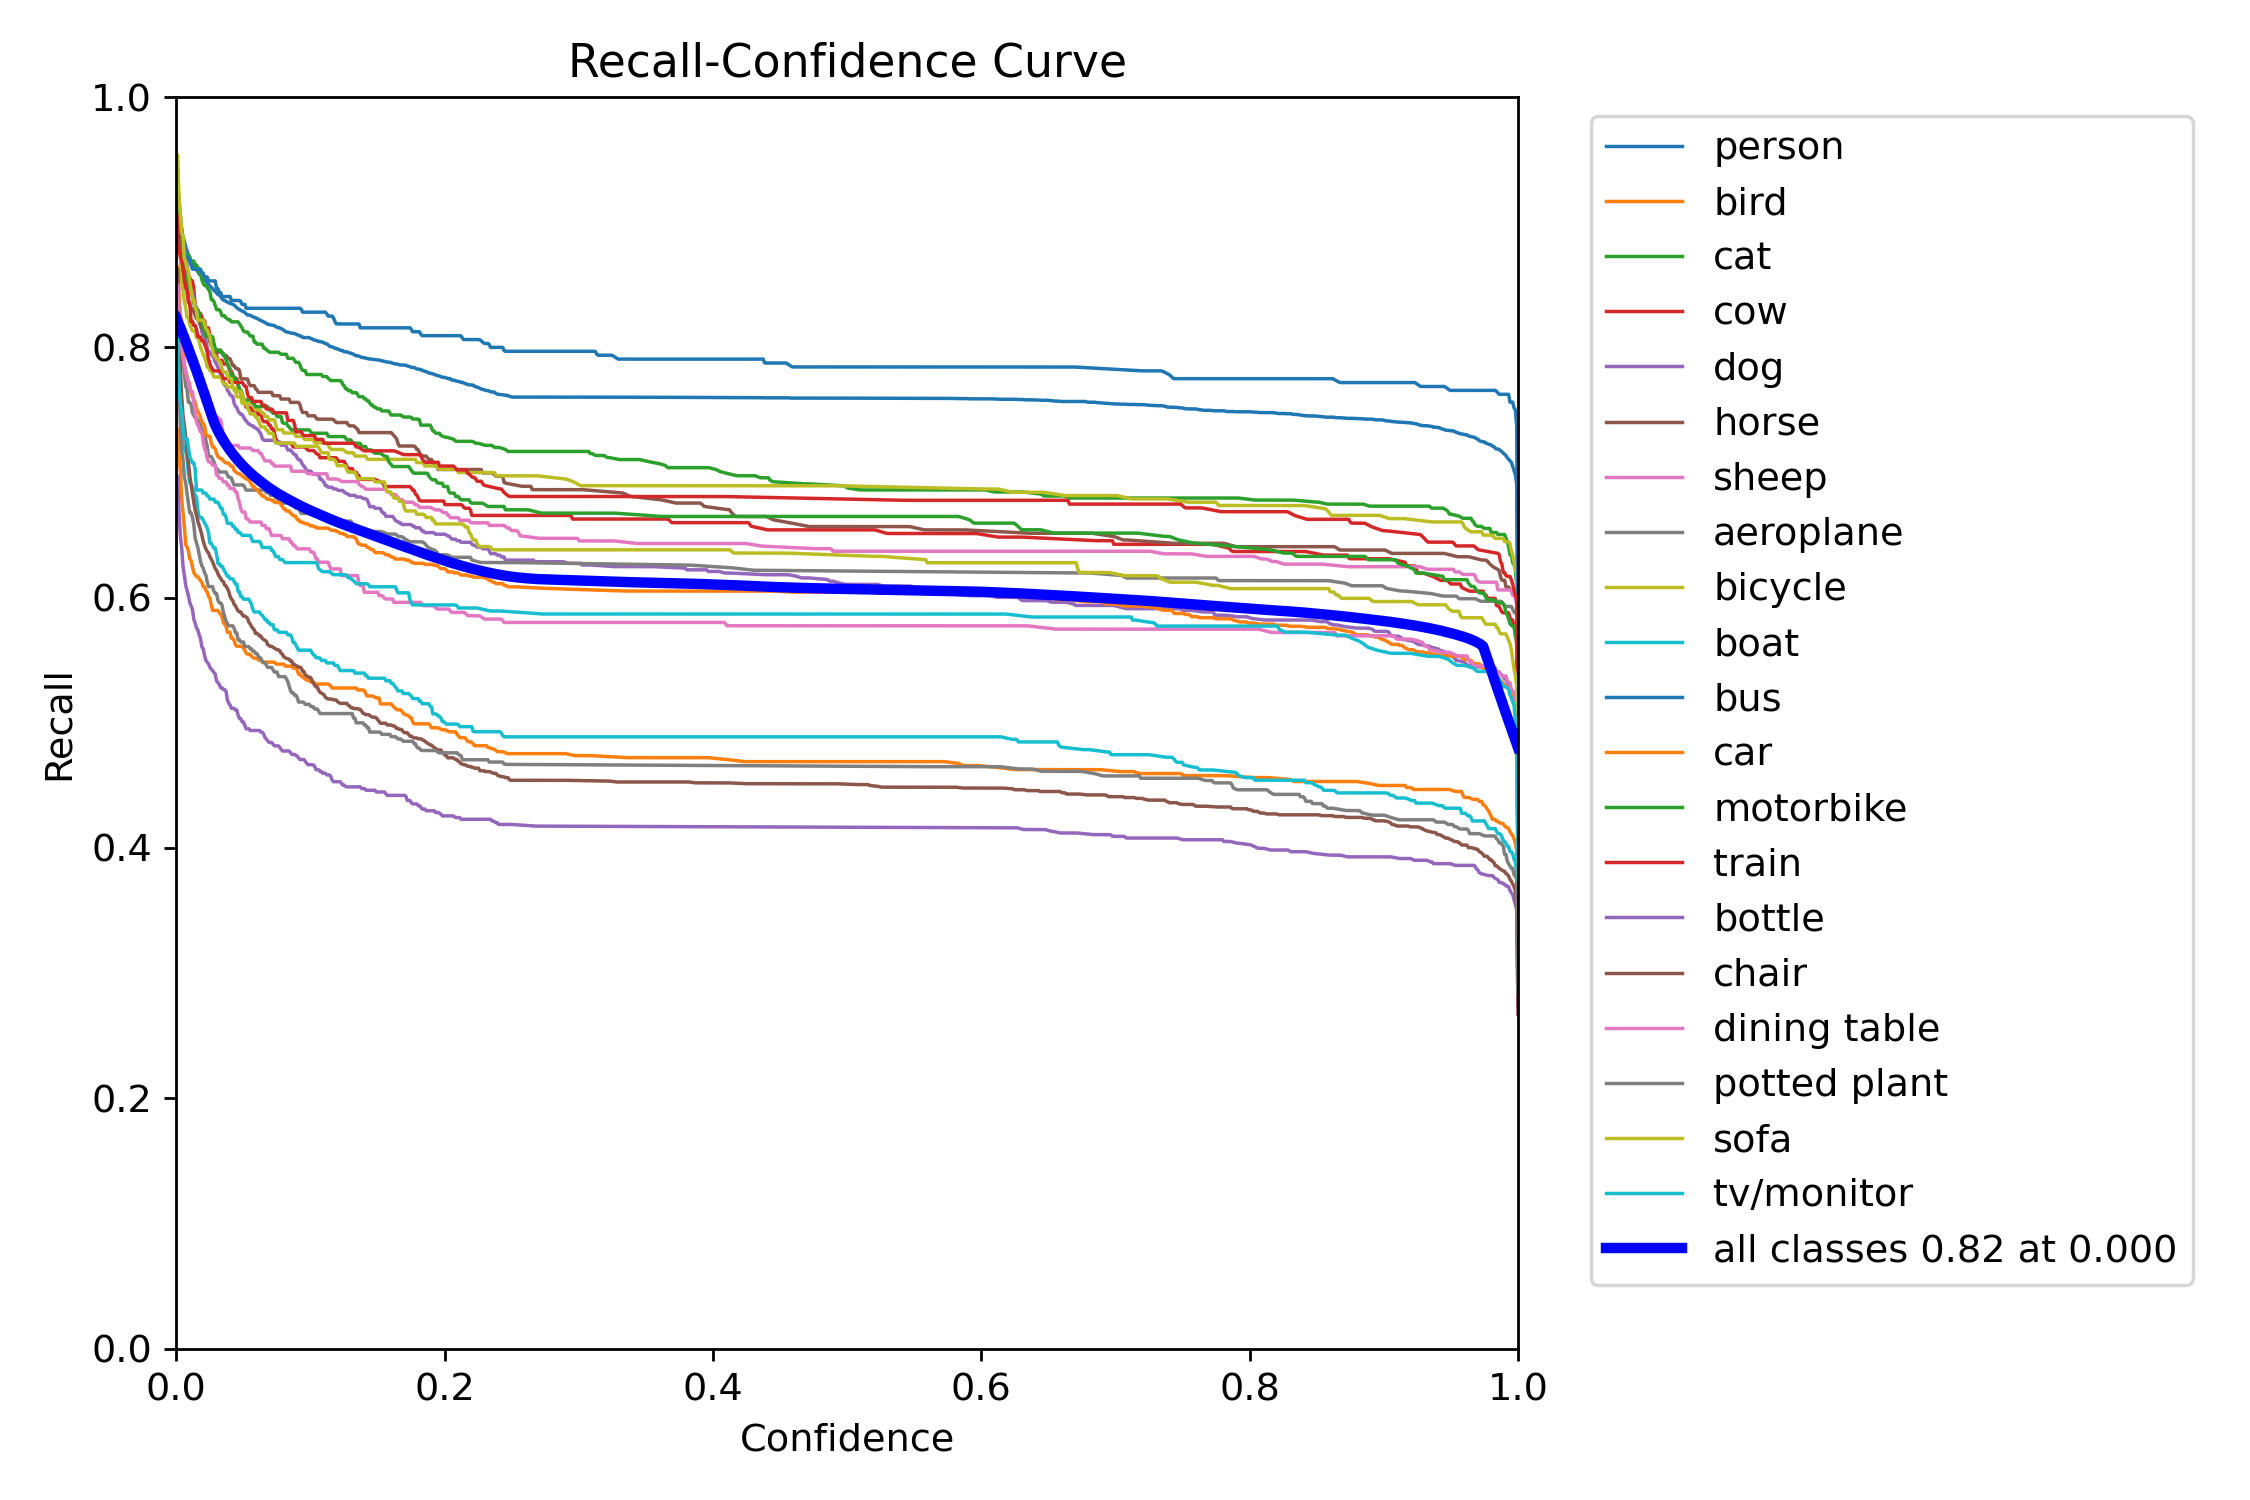 Recall-Confidence Curve
1.0
0.8
0.6
0.4
0.2
0.0
Recall
0.0 0.2 0.4 0.6 0.8 1.0
Confidence
person
bird
cat
cow
dog
horse
sheep
aeroplane
bicycle
boat
bus
car
motorbike
train
bottle
chair
dining table
potted plant
sofa
tv/monitor
all classes 0.82 at 0.000